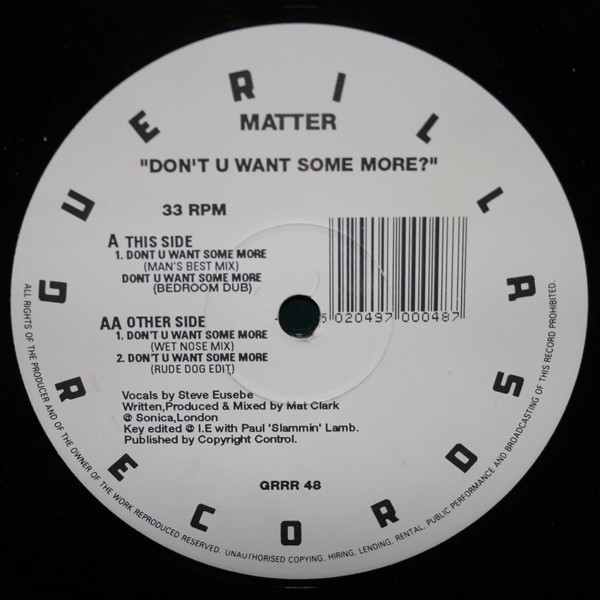 GUERILLA RECORDS
MATTER
"DON'T U WANT SOME MORE?"
33 RPM
A THIS SIDE
1. DONT U WANT SOME MORE
(MAN'S BEST MIX)
DONT U WANT SOME MORE
(BEDROOM DUB)
AA OTHER SIDE
1. DON'T U WANT SOME MORE
(WET NOSE MIX)
2. DON'T U WANT SOME MORE
(RUDE DOG EDIT)
5 020497 000487
Vocals by Steve Eusebe
Written,Produced & Mixed by Mat Clark
@ Sonica,London
Key edited @ I.E with Paul 'Slammin' Lamb.
Published by Copyright Control.
GRRR 48
ALL RIGHTS OF THE PRODUCER AND OF THE OWNER OF THE WORK REPRODUCED RESERVED. UNAUTHORISED COPYING, HIRING, LENDING, RENTAL, PUBLIC PERFORMANCE AND BROADCASTING OF THIS RECORD PROHIBITED.